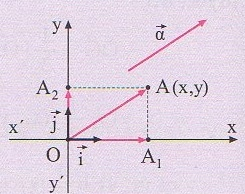 y
α⃗
A₂
A(x,y)
j⃗
x′
x
O
i⃗
A₁
y′